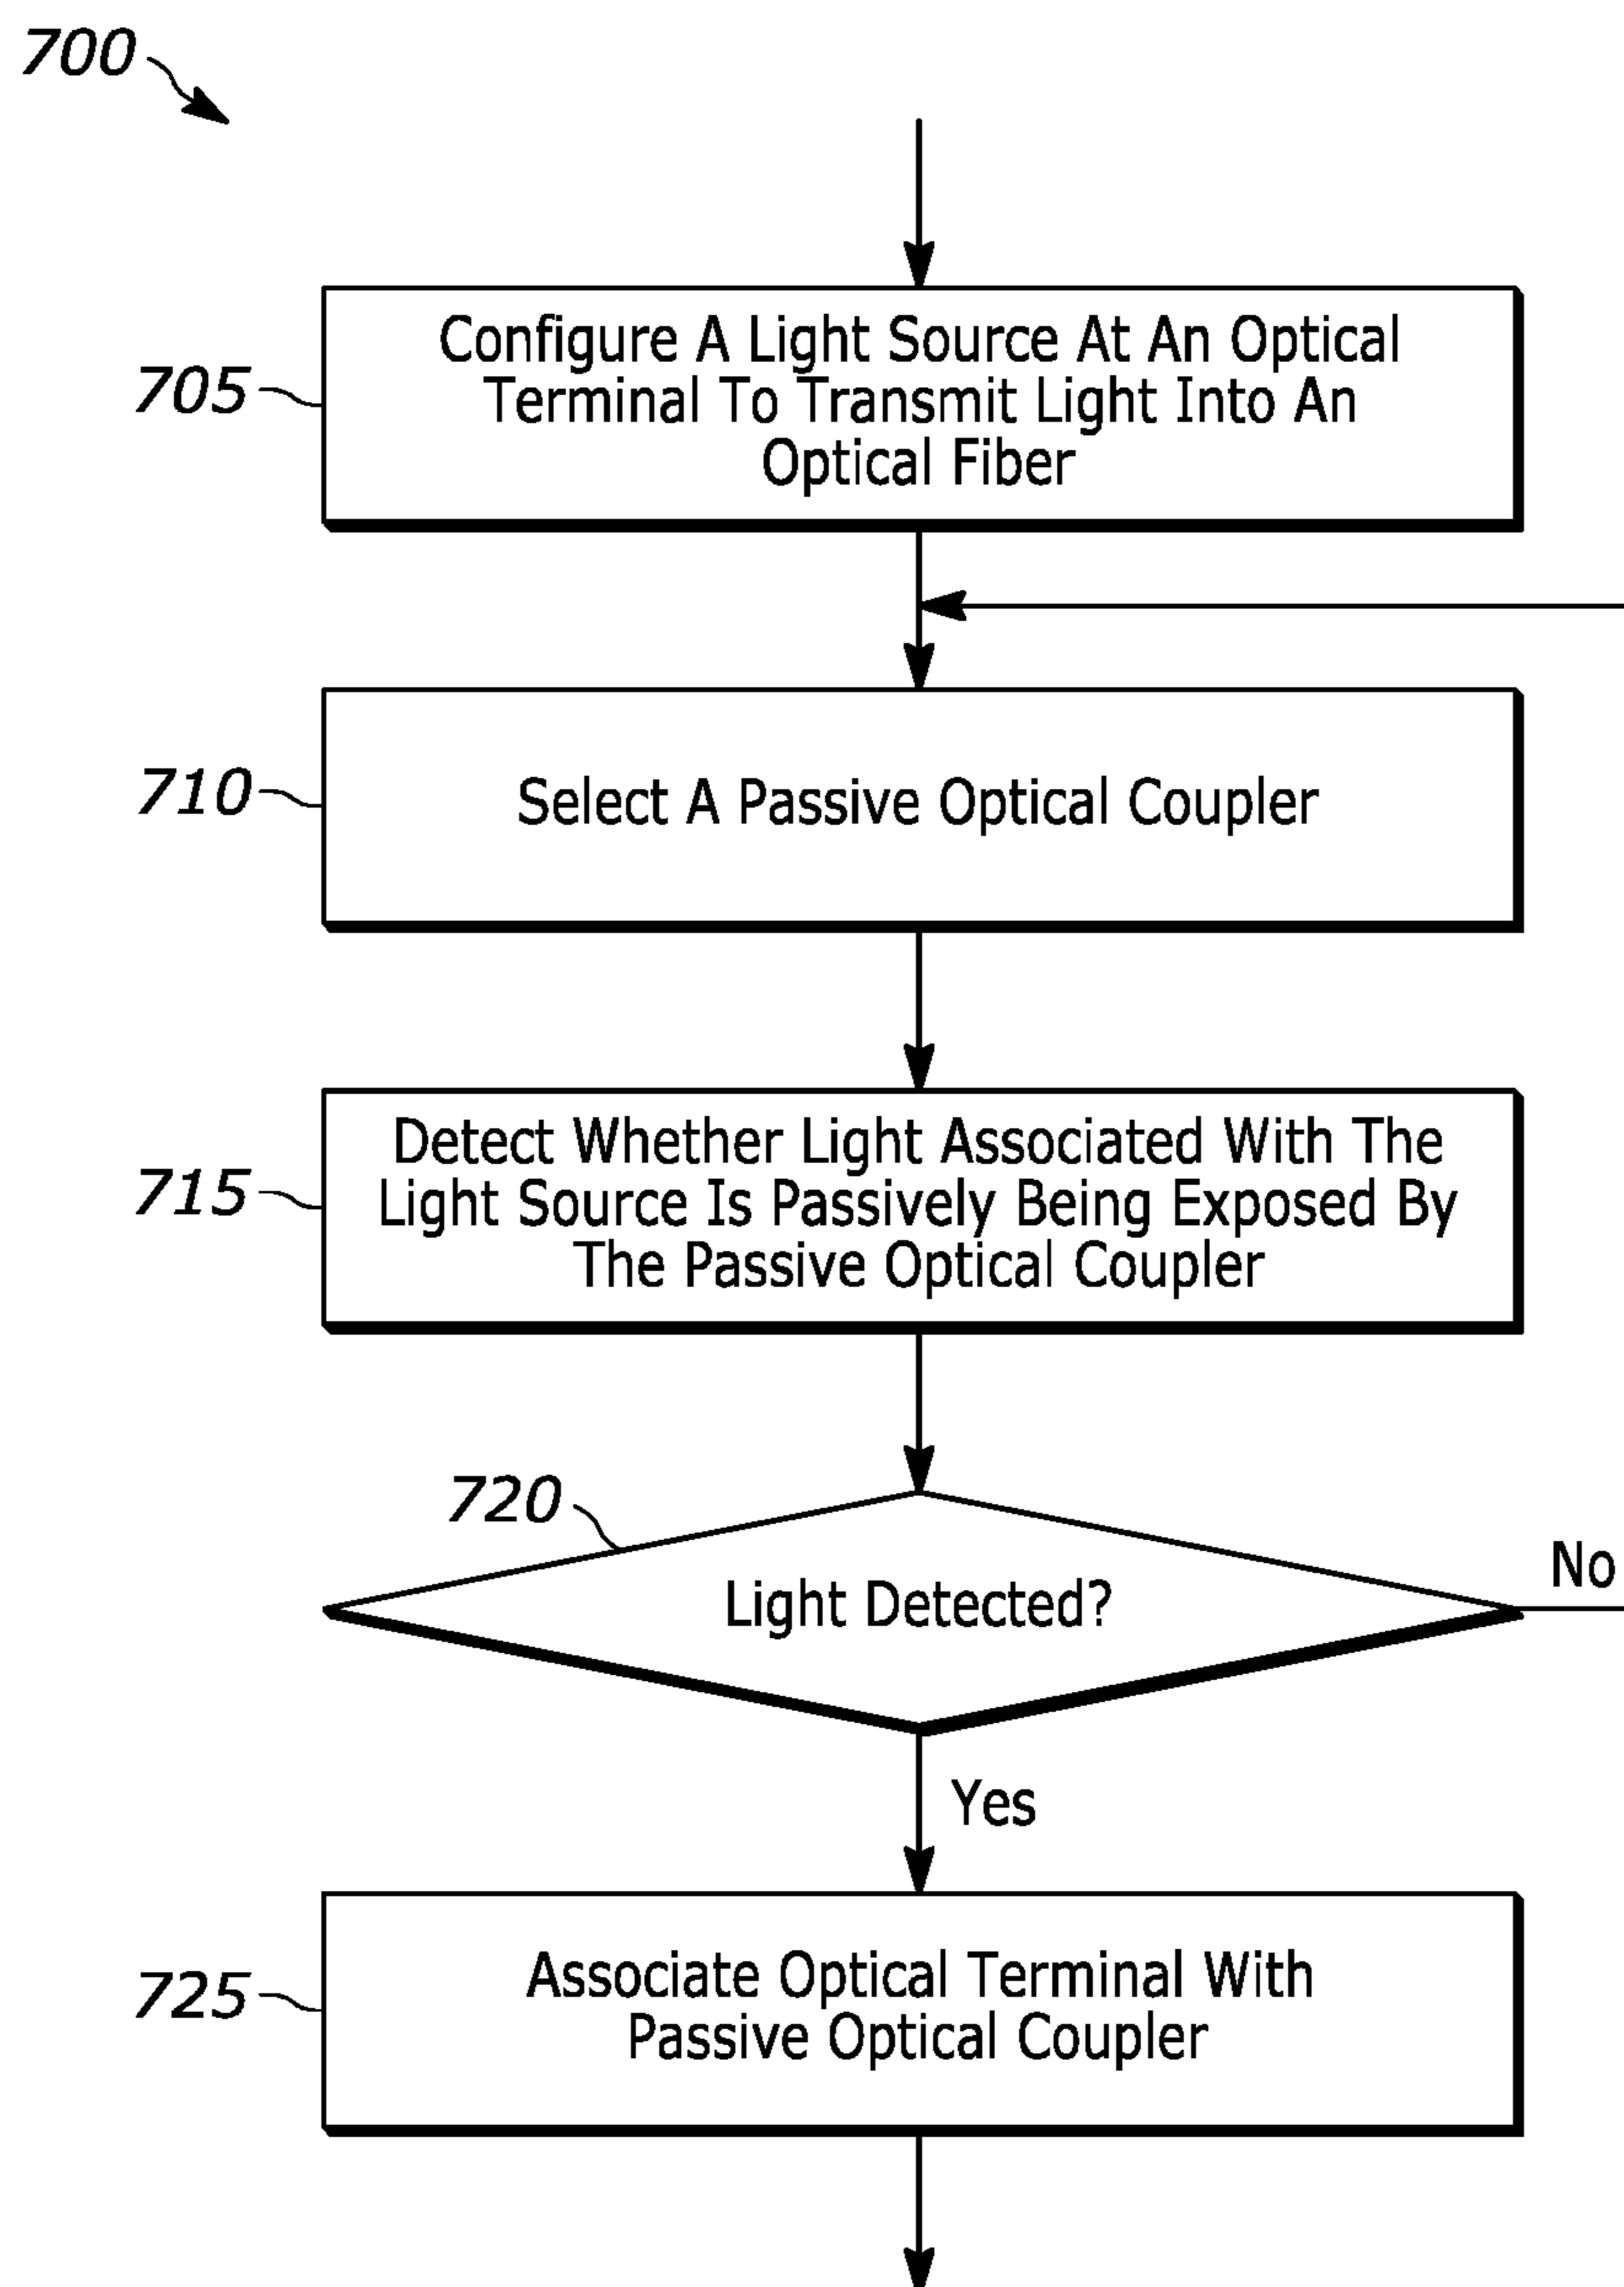 700
705
Configure A Light Source At An Optical
Terminal To Transmit Light Into An
Optical Fiber
710
Select A Passive Optical Coupler
715
Detect Whether Light Associated With The
Light Source Is Passively Being Exposed By
The Passive Optical Coupler
720
Light Detected?
No
Yes
725
Associate Optical Terminal With
Passive Optical Coupler